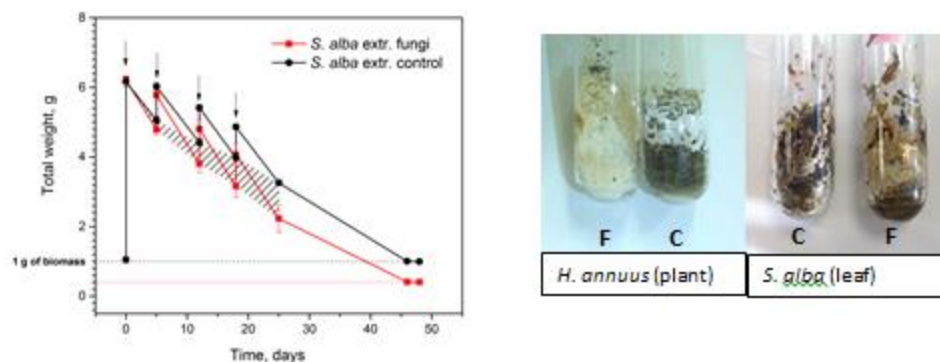 8
6
4
2
0
Total weight, g
1 g of biomass
S. alba extr. fungi
S. alba extr. control
0
10
20
30
40
50
Time, days
F
C
C
F
H. annuus (plant)
S. alba (leaf)